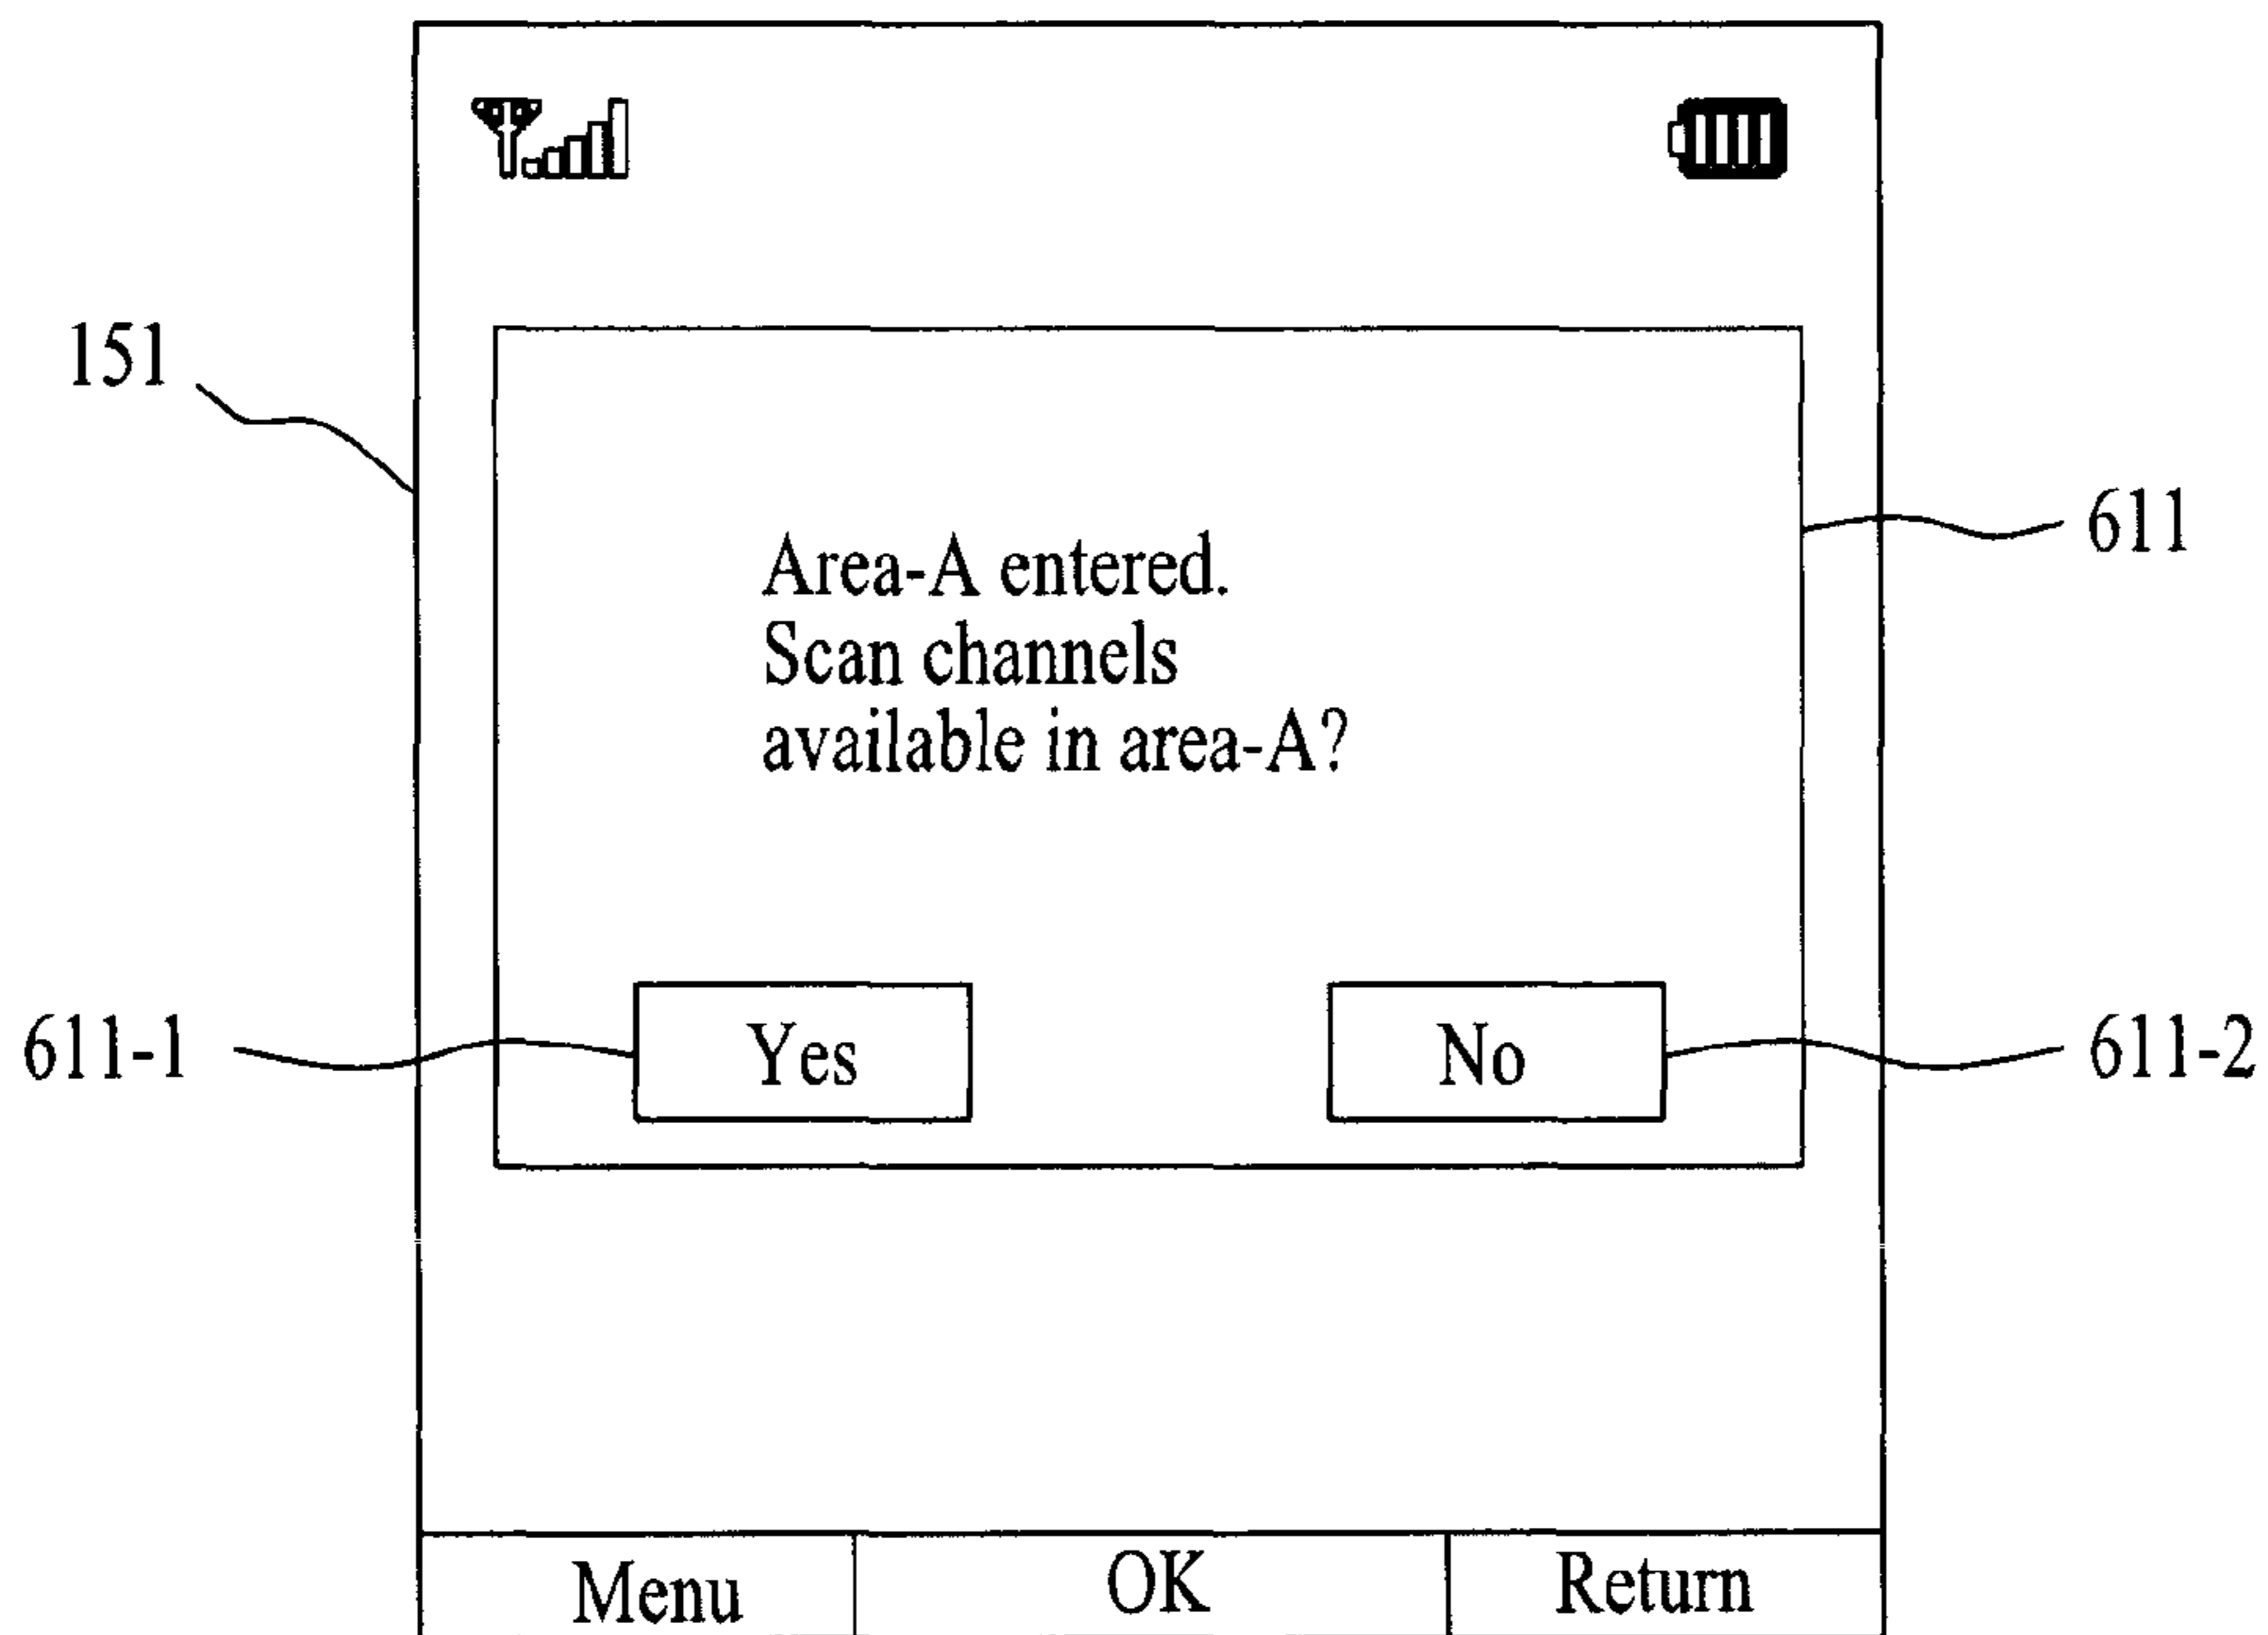 151
611
Area-A entered.
Scan channels
available in area-A?
611-1
Yes
No
611-2
Menu
OK
Return